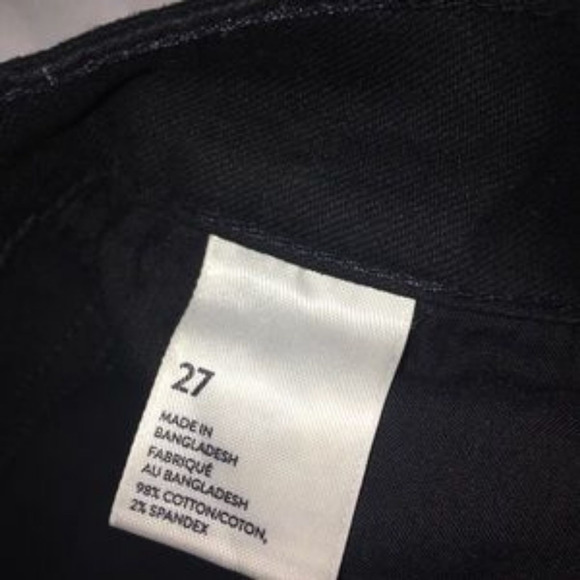 27
MADE IN
BANGLADESH
FABRIQUÉ
AU BANGLADESH
98% COTTON/COTON,
2% SPANDEX